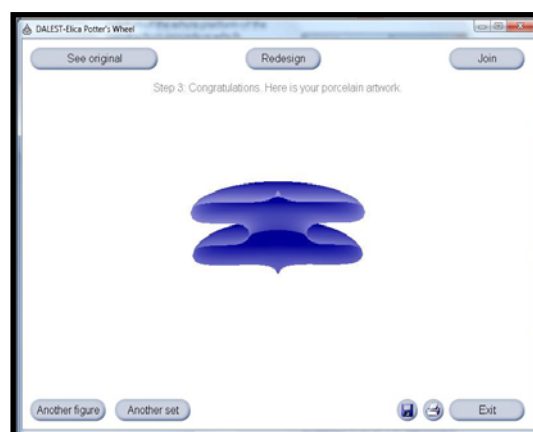 DALEST-Elica Potter's Wheel
See original
Redesign
Join
Step 3: Congratulations. Here is your porcelain artwork.
Another figure
Another set
Exit